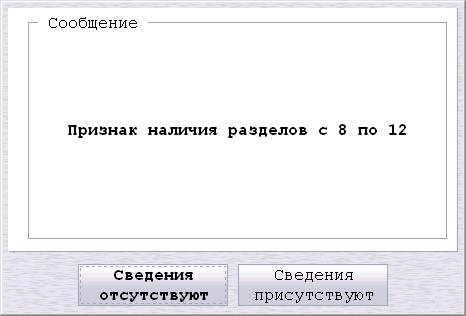 Сообщение
Признак наличия разделов с 8 по 12
Сведения
отсутствуют
Сведения
присутствуют